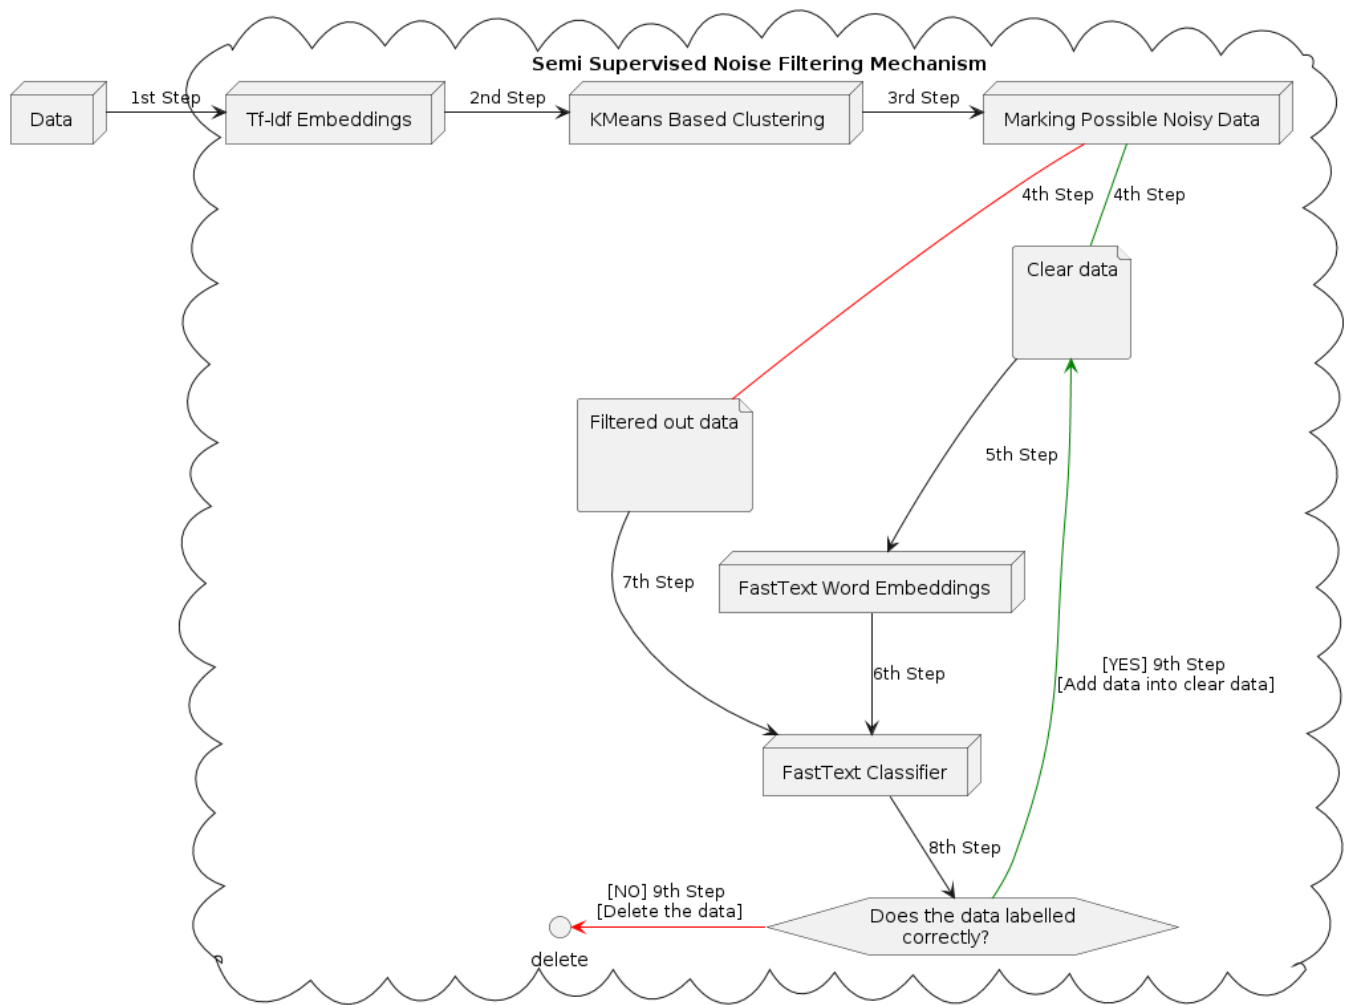 Semi Supervised Noise Filtering Mechanism
Data
1st Step
Tf-Idf Embeddings
2nd Step
KMeans Based Clustering
3rd Step
Marking Possible Noisy Data
4th Step
4th Step
Clear data
Filtered out data
5th Step
7th Step
FastText Word Embeddings
6th Step
[YES] 9th Step
[Add data into clear data]
FastText Classifier
8th Step
[NO] 9th Step
[Delete the data]
Does the data labelled
correctly?
delete